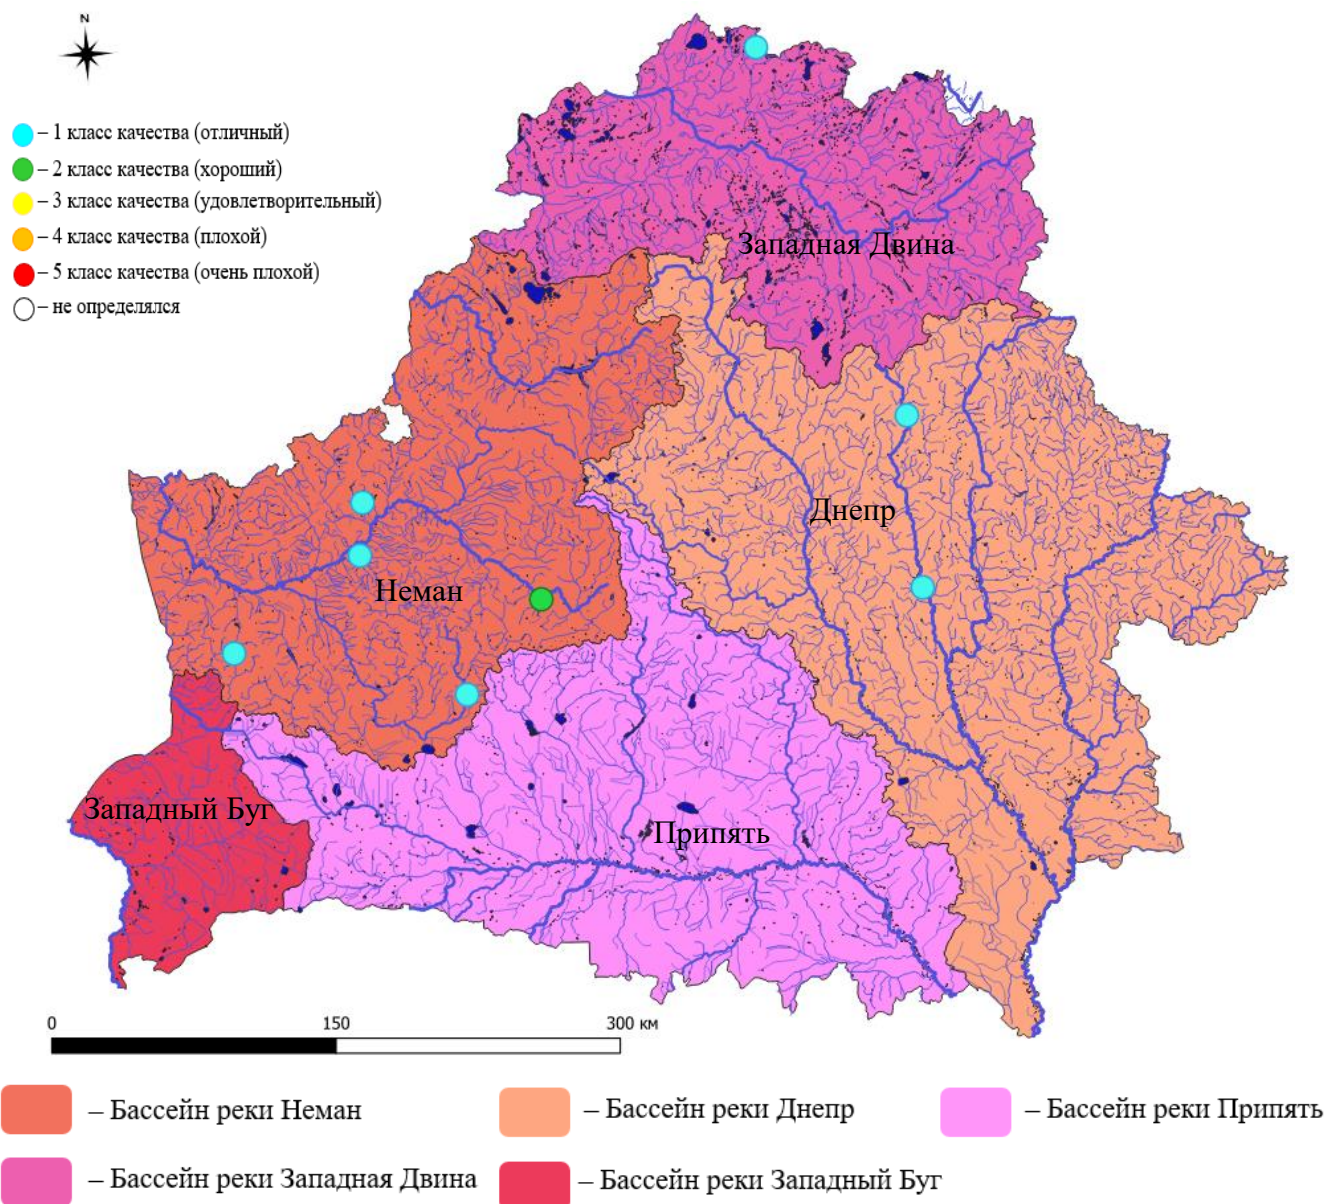 N
– 1 класс качества (отличный)
– 2 класс качества (хороший)
– 3 класс качества (удовлетворительный)
– 4 класс качества (плохой)
– 5 класс качества (очень плохой)
– не определялся
Западная Двина
Днепр
Неман
Западный Буг
Припять
0 150 300 км
– Бассейн реки Неман – Бассейн реки Днепр – Бассейн реки Припять
– Бассейн реки Западная Двина – Бассейн реки Западный Буг